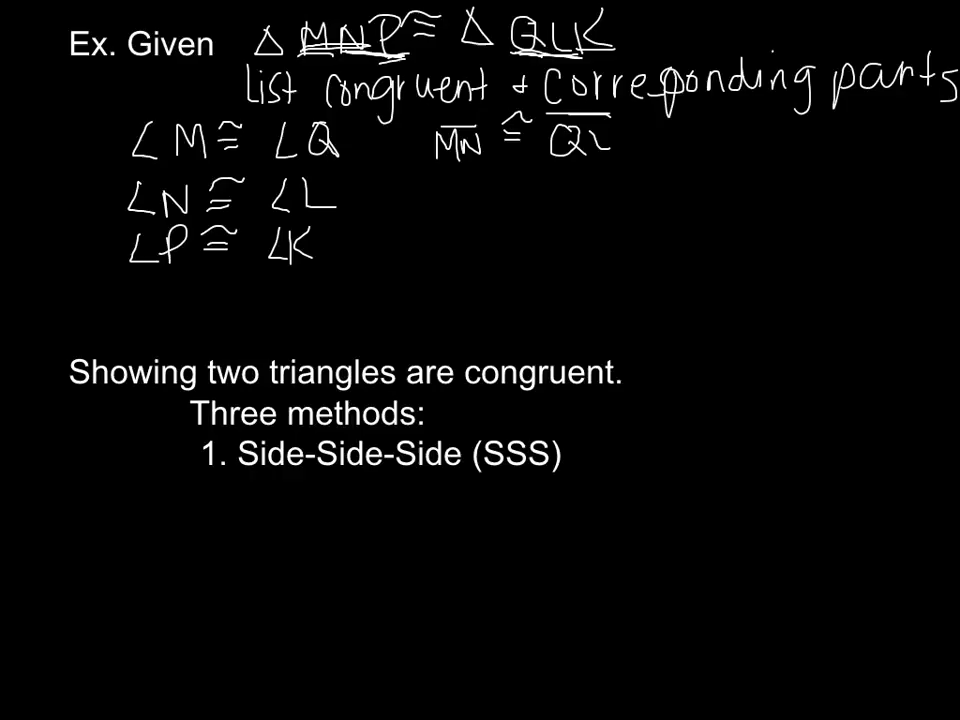 Ex. Given △ MNP ≅ △ QLK
list congruent + corresponding parts
∠M ≅ ∠Q MN ≅ QL
∠N ≅ ∠L
∠P ≅ ∠K
Showing two triangles are congruent.
Three methods:
1. Side-Side-Side (SSS)